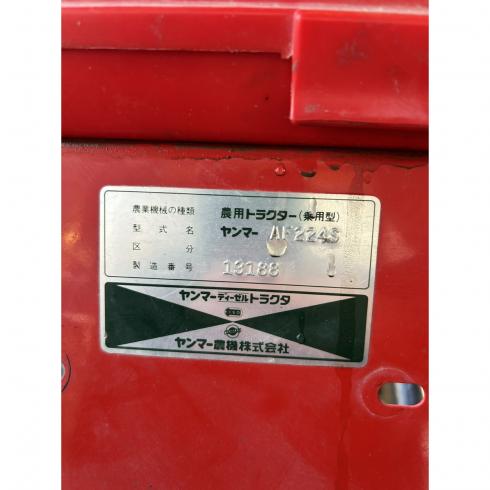 農業機械の種類 農用トラクター(乗用型)
型式名 ヤンマー AF224S
区分 1
製造番号 13188
ヤンマーディーゼルトラクタ
ヤンマー農機株式会社